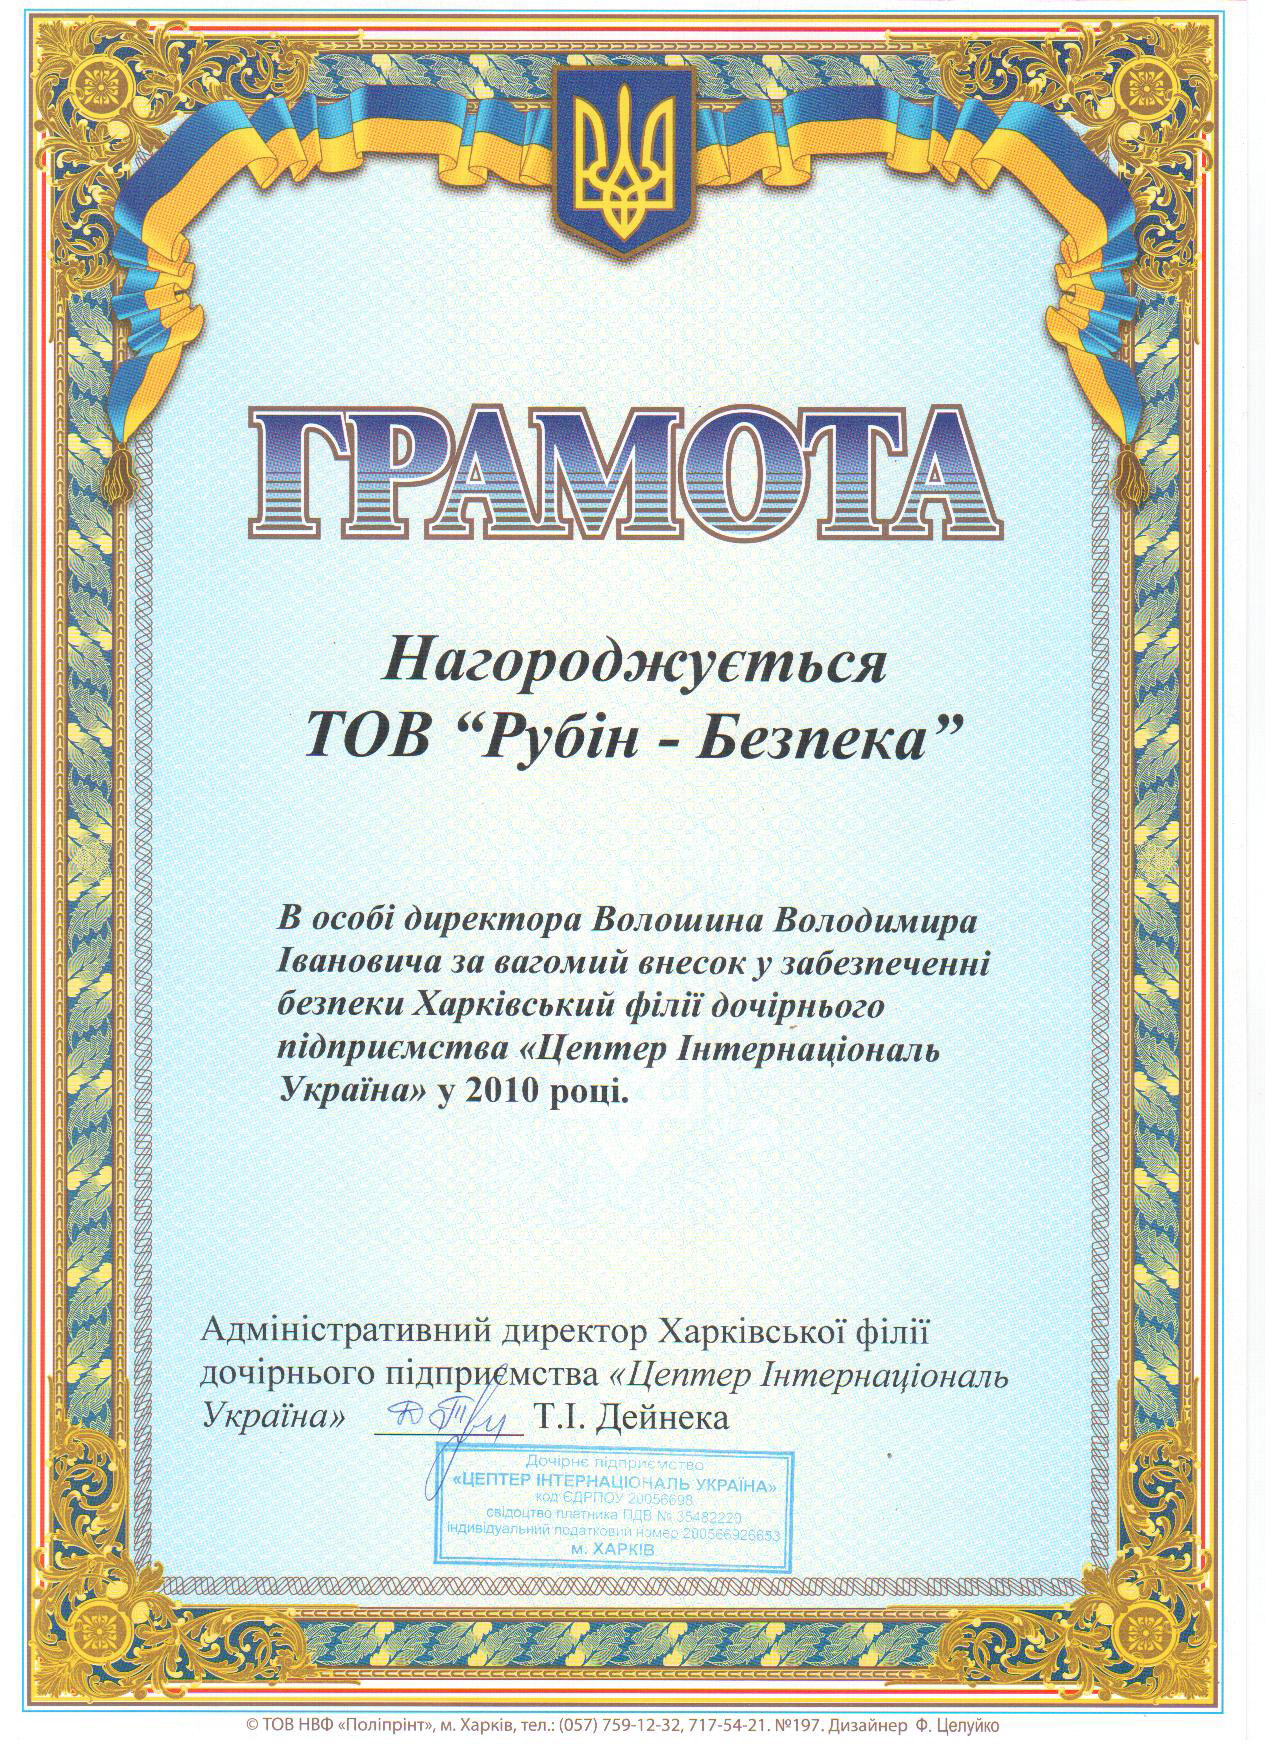 ГРАМОТА
Нагороджується
ТОВ “Рубін - Безпека”
В особі директора Волошина Володимира
Івановича за вагомий внесок у забезпеченні
безпеки Харківський філії дочірнього
підприємства «Цептер Інтернаціональ
Україна» у 2010 році.
Адміністративний директор Харківської філії
дочірнього підприємства «Цептер Інтернаціональ
Україна» Т.І. Дейнека
Дочірнє підприємство
«ЦЕПТЕР ІНТЕРНАЦІОНАЛЬ УКРАЇНА»
код ЄДРПОУ 20056698
свідоцтво платника ПДВ № 35482220
індивідуальний податковий номер 200566926653
м. ХАРКІВ
© ТОВ НВФ «Поліпрінт», м. Харків, тел.: (057) 759-12-32, 717-54-21. №197. Дизайнер Ф. Целуйко